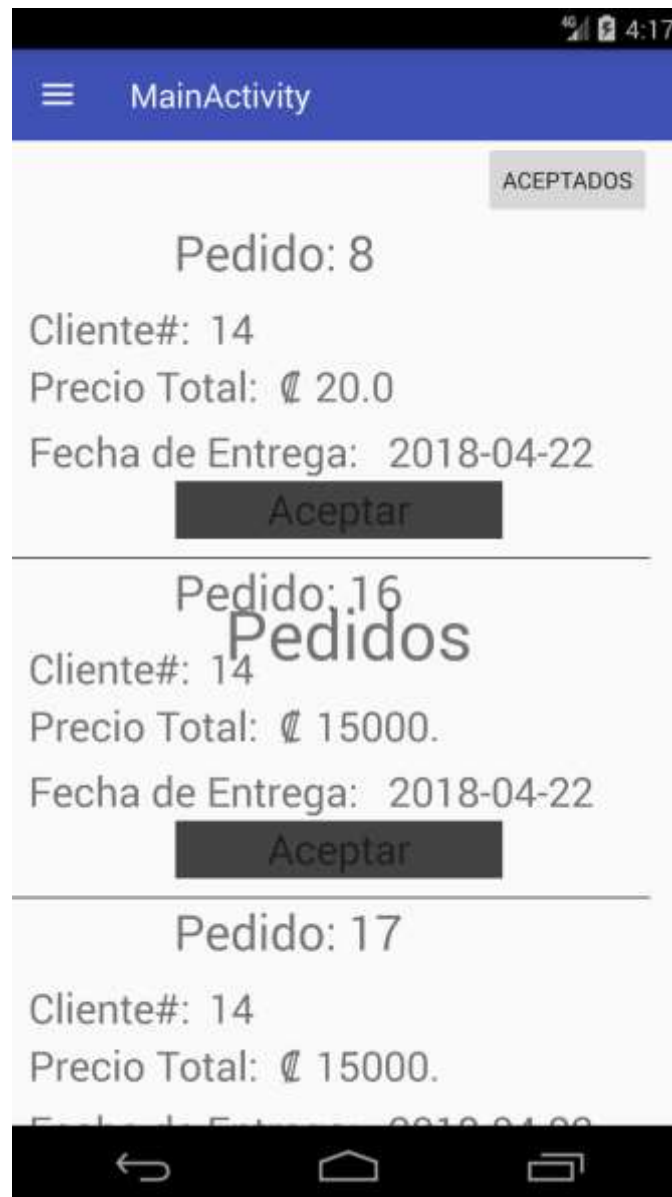 4G 4:17
MainActivity
ACEPTADOS
Pedido: 8
Cliente#: 14
Precio Total: ₡ 20.0
Fecha de Entrega: 2018-04-22
Aceptar
Pedido: 16
Pedidos
Cliente#: 14
Precio Total: ₡ 15000.
Fecha de Entrega: 2018-04-22
Aceptar
Pedido: 17
Cliente#: 14
Precio Total: ₡ 15000.